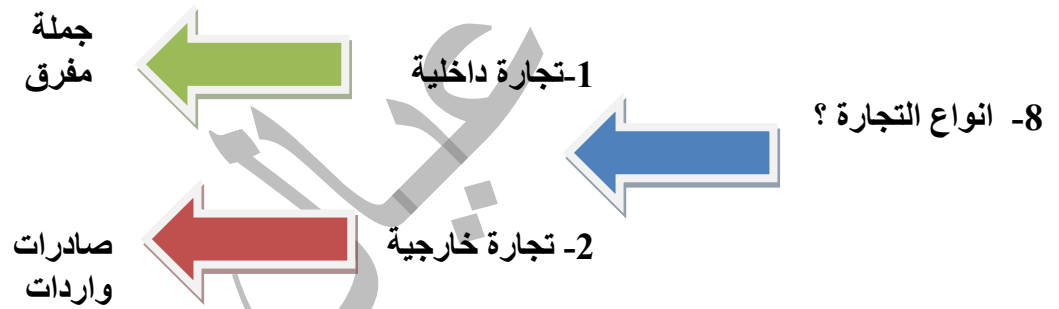 8- انواع التجارة ؟
1-تجارة داخلية
جملة
مفرق
2- تجارة خارجية
صادرات
واردات